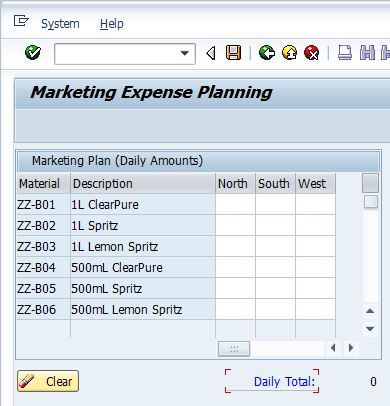 System Help
Marketing Expense Planning
Marketing Plan (Daily Amounts)
Material Description North South West
ZZ-B01 1L ClearPure
ZZ-B02 1L Spritz
ZZ-B03 1L Lemon Spritz
ZZ-B04 500mL ClearPure
ZZ-B05 500mL Spritz
ZZ-B06 500mL Lemon Spritz
Clear Daily Total: 0